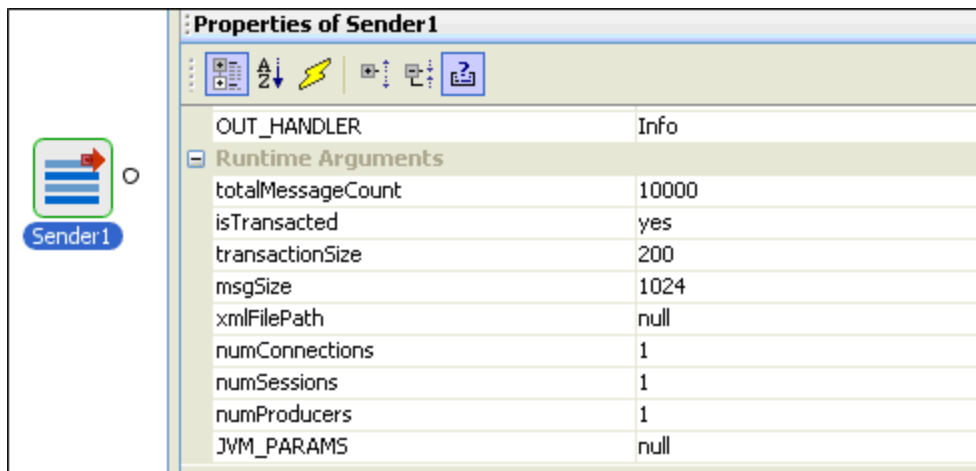 Properties of Sender1
OUT_HANDLER Info
Runtime Arguments
totalMessageCount 10000
isTransacted yes
transactionSize 200
msgSize 1024
xmlFilePath null
numConnections 1
numSessions 1
numProducers 1
JVM_PARAMS null
Sender1